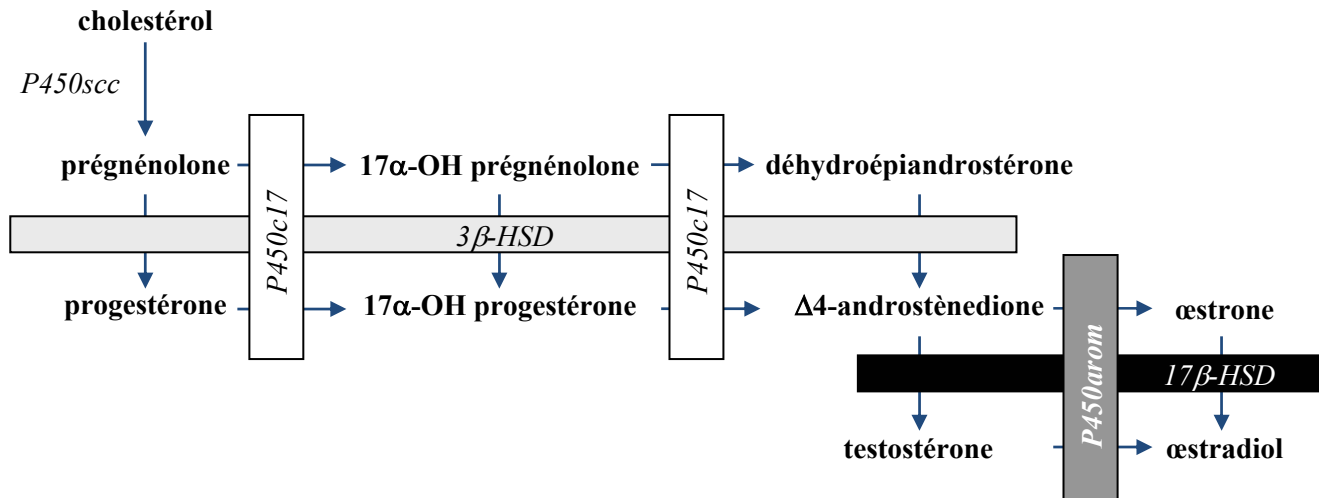 cholestérol
P450scc
prégnénolone
P450c17
17α-OH prégnénolone
P450c17
déhydroépiandrostérone
3β-HSD
progestérone
17α-OH progestérone
Δ4-androstènedione
P450arom
œstrone
17β-HSD
testostérone
œstradiol